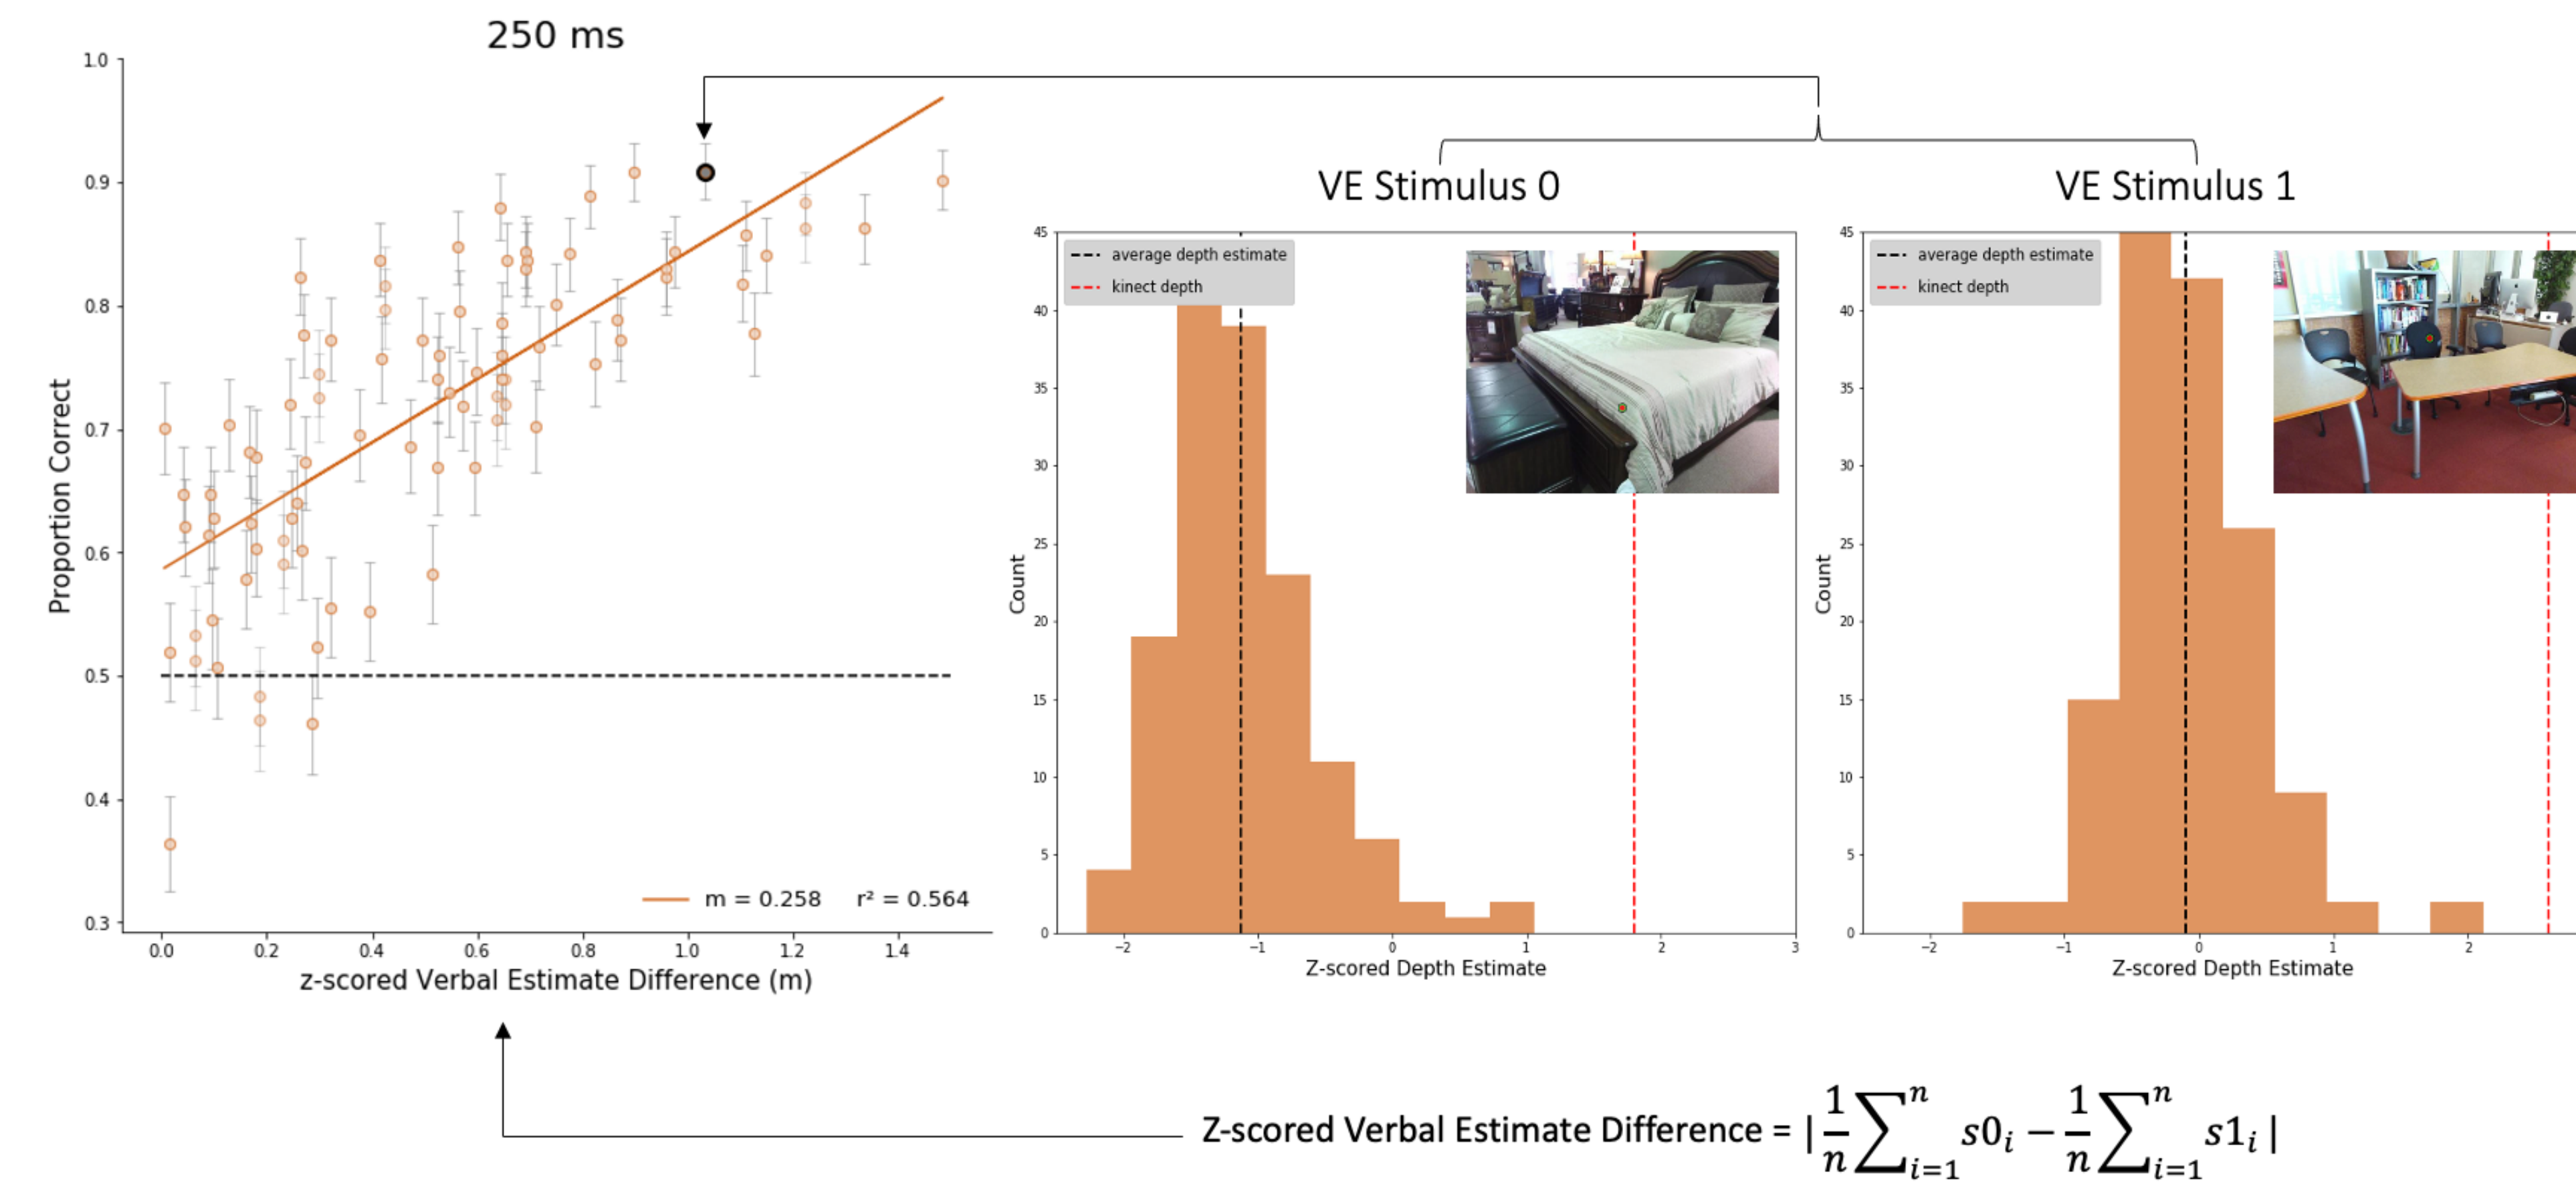 250 ms
1.0
0.9
0.8
0.7
0.6
0.5
0.4
0.3
Proportion Correct
m = 0.258 r² = 0.564
0.0 0.2 0.4 0.6 0.8 1.0 1.2 1.4
z-scored Verbal Estimate Difference (m)
VE Stimulus 0
average depth estimate
kinect depth
45
40
35
30
25
20
15
10
5
0
Count
−2 −1 0 1 2 3
Z-scored Depth Estimate
VE Stimulus 1
average depth estimate
kinect depth
45
40
35
30
25
20
15
10
5
0
Count
−2 −1 0 1 2
Z-scored Depth Estimate
Z-scored Verbal Estimate Difference = | 1/n ∑ⁿᵢ₌₁ s0ᵢ − 1/n ∑ⁿᵢ₌₁ s1ᵢ |